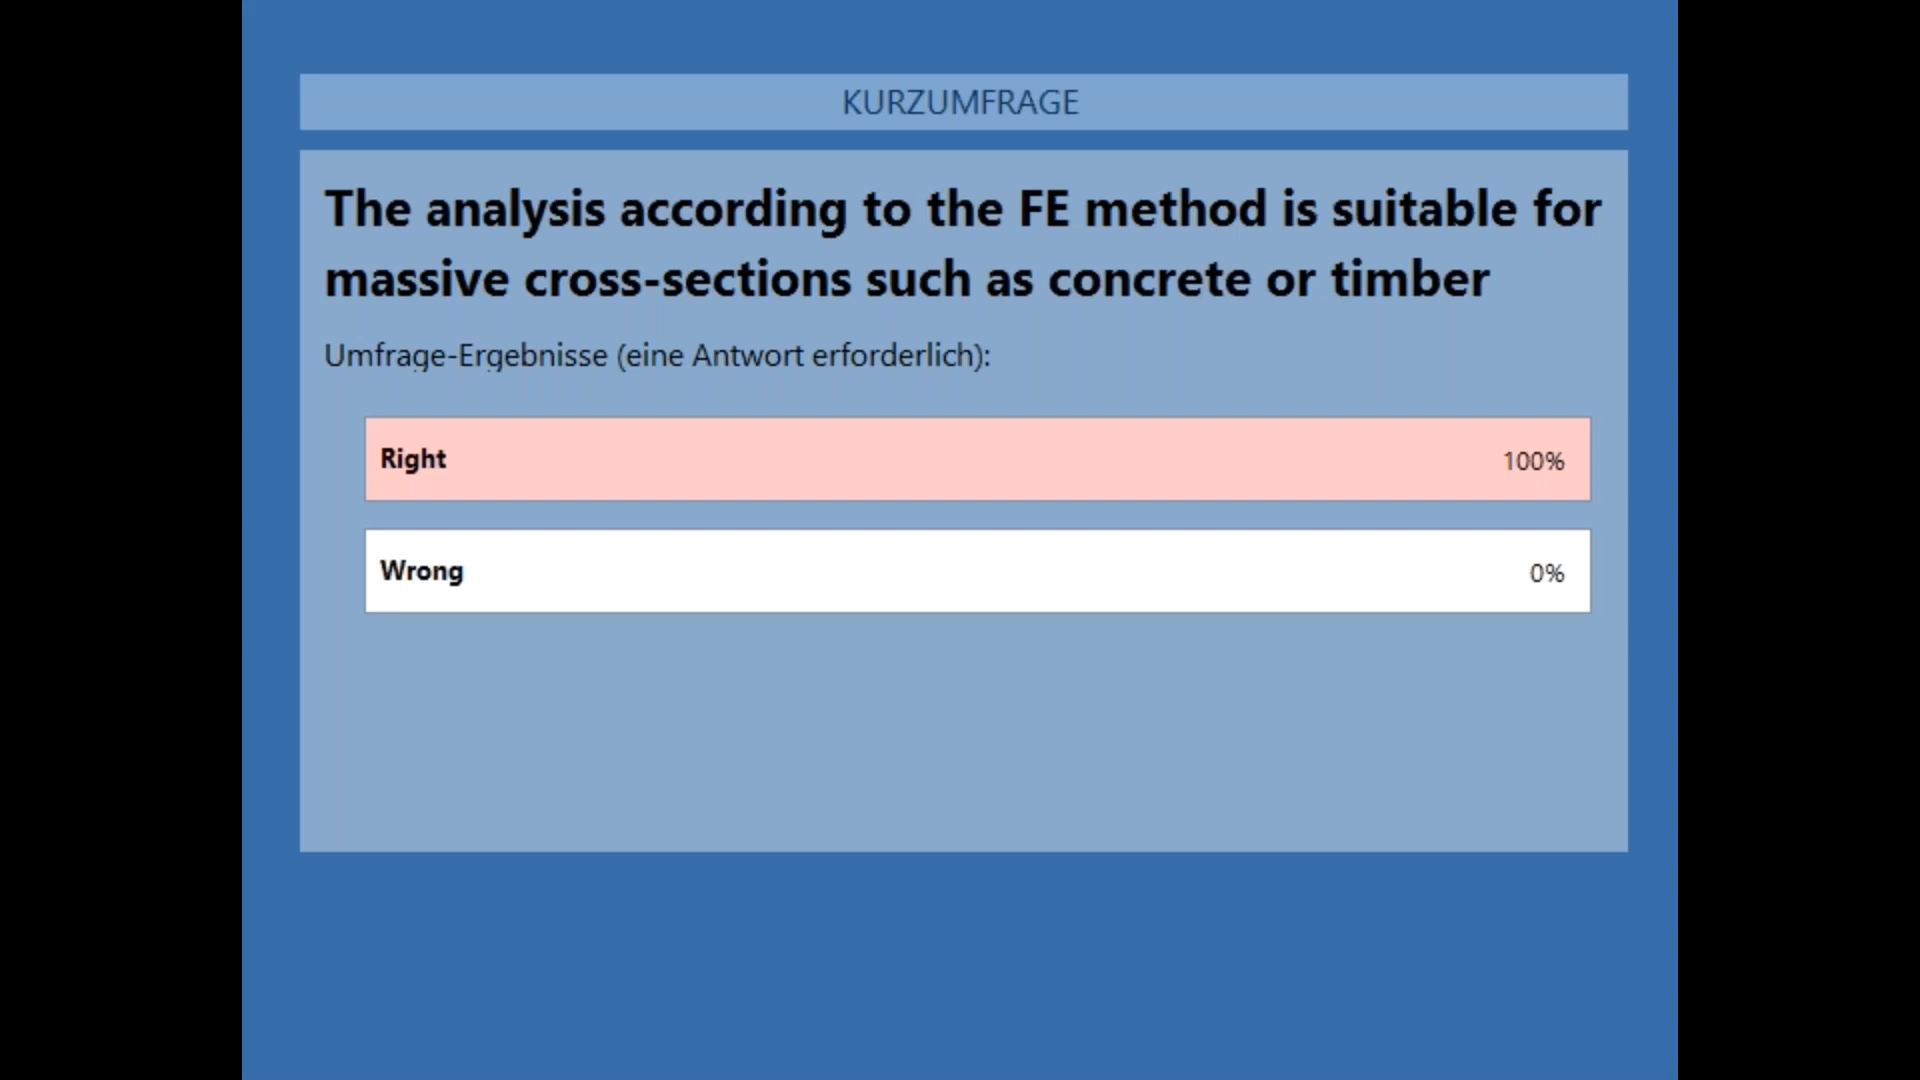 KURZUMFRAGE
The analysis according to the FE method is suitable for
massive cross-sections such as concrete or timber
Umfrage-Ergebnisse (eine Antwort erforderlich):
Right 100%
Wrong 0%